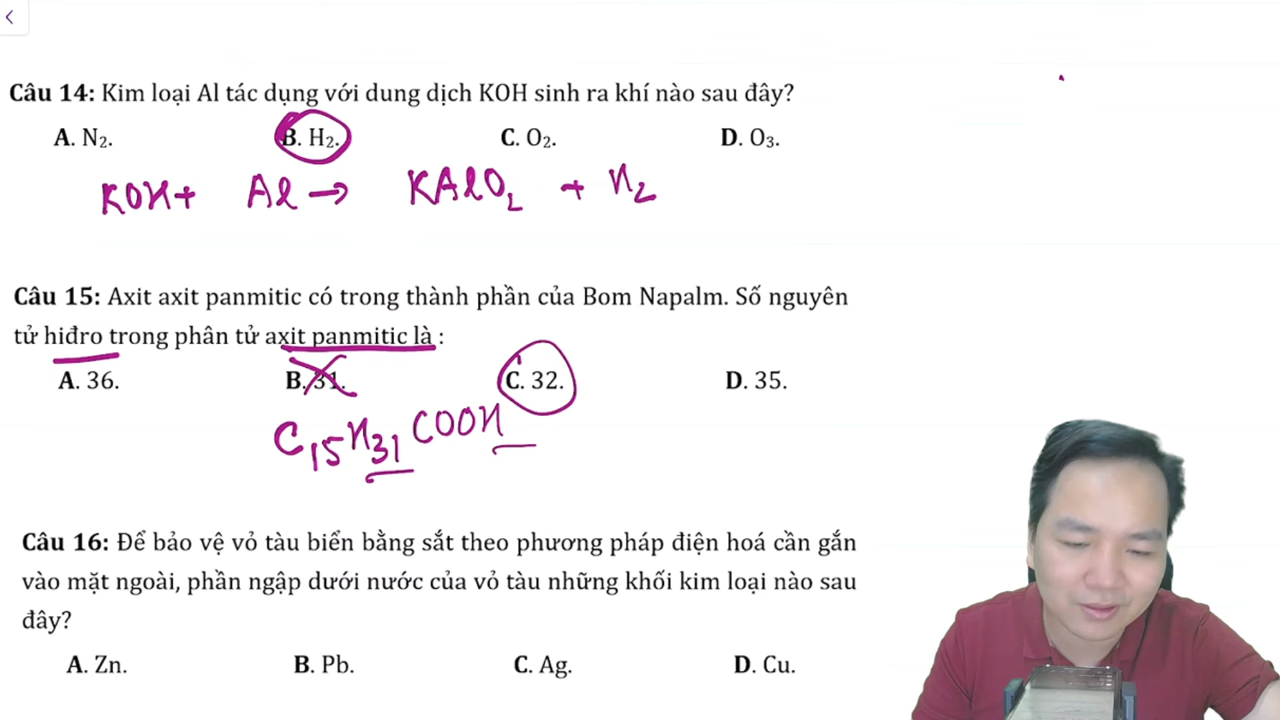 Câu 14: Kim loại Al tác dụng với dung dịch KOH sinh ra khí nào sau đây?
A. N₂. B. H₂. C. O₂. D. O₃.
KOH + Al → KAlO₂ + H₂
Câu 15: Axit axit panmitic có trong thành phần của Bom Napalm. Số nguyên
tử hiđro trong phân tử axit panmitic là :
A. 36. B. 31. C. 32. D. 35.
C₁₅H₃₁COOH
Câu 16: Để bảo vệ vỏ tàu biển bằng sắt theo phương pháp điện hoá cần gắn
vào mặt ngoài, phần ngập dưới nước của vỏ tàu những khối kim loại nào sau
đây?
A. Zn. B. Pb. C. Ag. D. Cu.